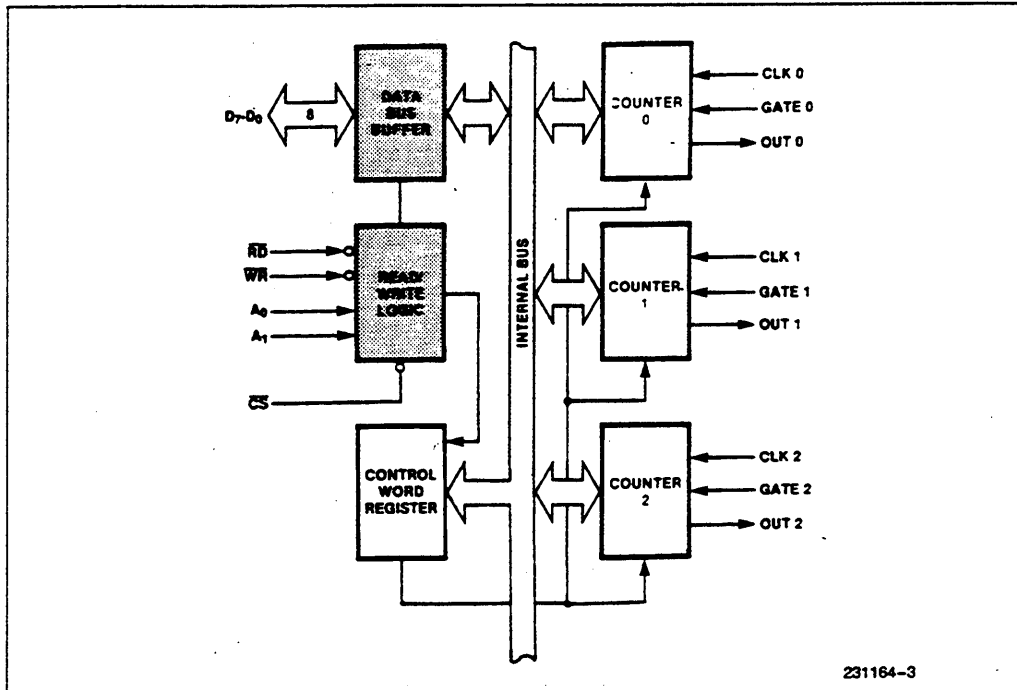 D7-D0
8
DATA
BUS
BUFFER
COUNTER
0
CLK 0
GATE 0
OUT 0
RD
WR
A0
A1
CS
READ/
WRITE
LOGIC
INTERNAL BUS
COUNTER
1
CLK 1
GATE 1
OUT 1
CONTROL
WORD
REGISTER
COUNTER
2
CLK 2
GATE 2
OUT 2
231164-3